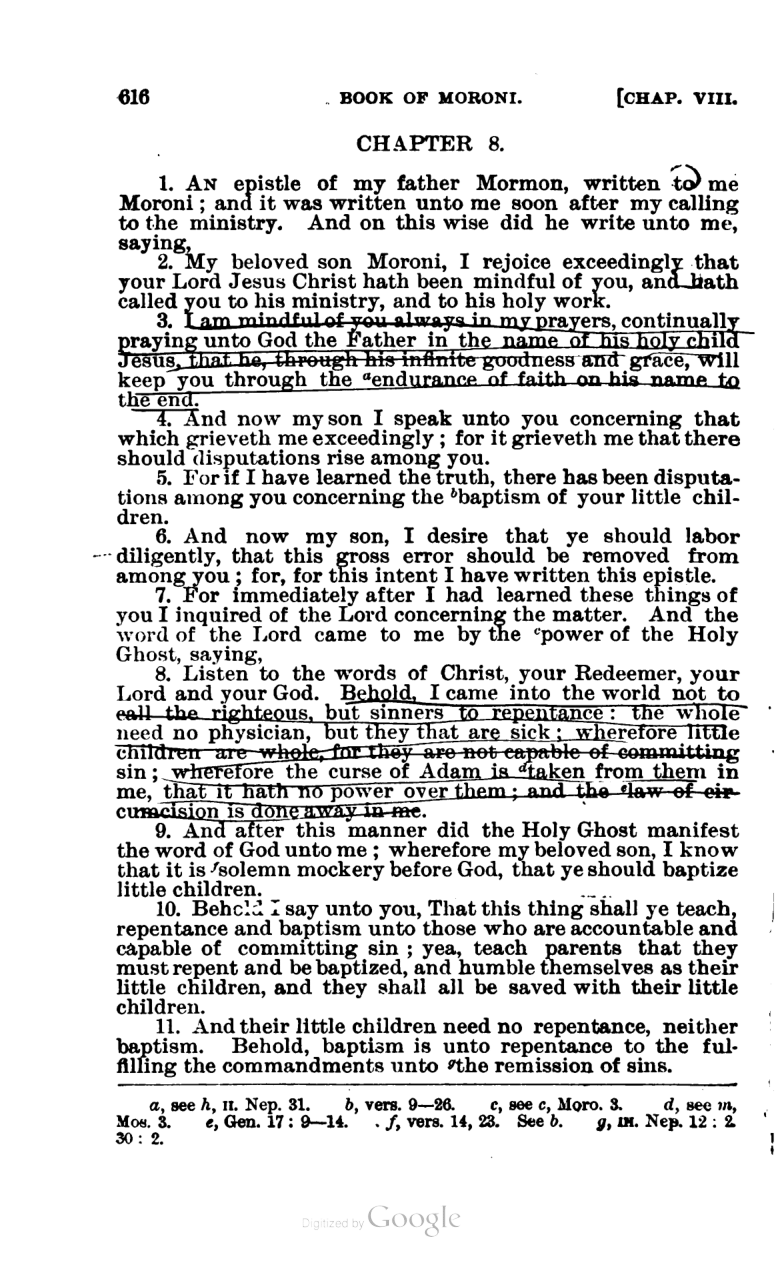 616 BOOK OF MORONI. [CHAP. VIII.
CHAPTER 8.
1. AN epistle of my father Mormon, written to me
Moroni; and it was written unto me soon after my calling
to the ministry. And on this wise did he write unto me,
saying,
2. My beloved son Moroni, I rejoice exceedingly that
your Lord Jesus Christ hath been mindful of you, and hath
called you to his ministry, and to his holy work.
3. I am mindful of you always in my prayers, continually
praying unto God the Father in the name of his holy child
Jesus, that he, through his infinite goodness and grace, will
keep you through the ᵃendurance of faith on his name to
the end.
4. And now my son I speak unto you concerning that
which grieveth me exceedingly; for it grieveth me that there
should disputations rise among you.
5. For if I have learned the truth, there has been disputa-
tions among you concerning the ᵇbaptism of your little chil-
dren.
6. And now my son, I desire that ye should labor
diligently, that this gross error should be removed from
among you; for, for this intent I have written this epistle.
7. For immediately after I had learned these things of
you I inquired of the Lord concerning the matter. And the
word of the Lord came to me by the ᶜpower of the Holy
Ghost, saying,
8. Listen to the words of Christ, your Redeemer, your
Lord and your God. Behold, I came into the world not to
call the righteous, but sinners to repentance: the whole
need no physician, but they that are sick; wherefore little
children are whole, for they are not capable of committing
sin; wherefore the curse of Adam is ᵈtaken from them in
me, that it hath no power over them; and the ᵉlaw of cir-
cumcision is done away in me.
9. And after this manner did the Holy Ghost manifest
the word of God unto me; wherefore my beloved son, I know
that it is ᶠsolemn mockery before God, that ye should baptize
little children.
10. Behold I say unto you, That this thing shall ye teach,
repentance and baptism unto those who are accountable and
capable of committing sin; yea, teach parents that they
must repent and be baptized, and humble themselves as their
little children, and they shall all be saved with their little
children.
11. And their little children need no repentance, neither
baptism. Behold, baptism is unto repentance to the ful-
filling the commandments unto ᵍthe remission of sins.
a, see h, II. Nep. 31. b, vers. 9—26. c, see c, Moro. 3. d, see m,
Mos. 3. e, Gen. 17: 9—14. f, vers. 14, 23. See b. g, III. Nep. 12: 2.
30: 2.
Digitized by Google